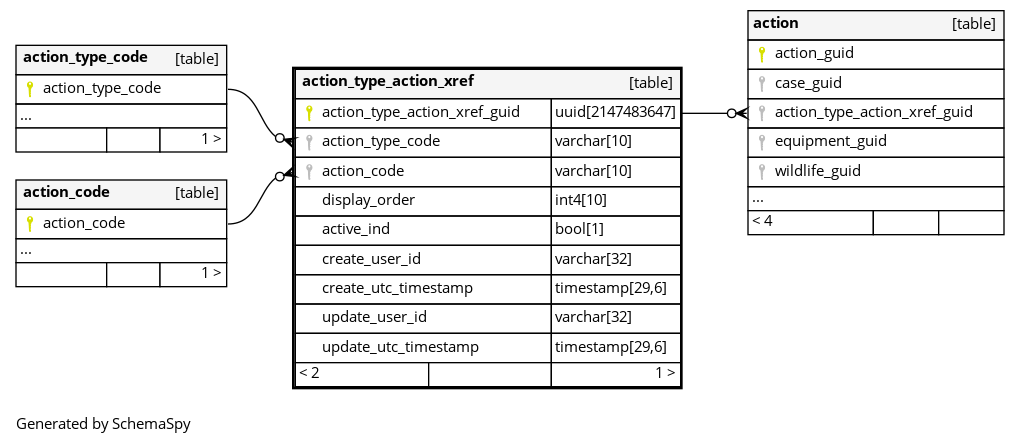 action_type_code [table]
action_type_code
...
1 >
action_code [table]
action_code
...
1 >
action_type_action_xref [table]
action_type_action_xref_guid uuid[2147483647]
action_type_code varchar[10]
action_code varchar[10]
display_order int4[10]
active_ind bool[1]
create_user_id varchar[32]
create_utc_timestamp timestamp[29,6]
update_user_id varchar[32]
update_utc_timestamp timestamp[29,6]
< 2 1 >
action [table]
action_guid
case_guid
action_type_action_xref_guid
equipment_guid
wildlife_guid
...
< 4
Generated by SchemaSpy